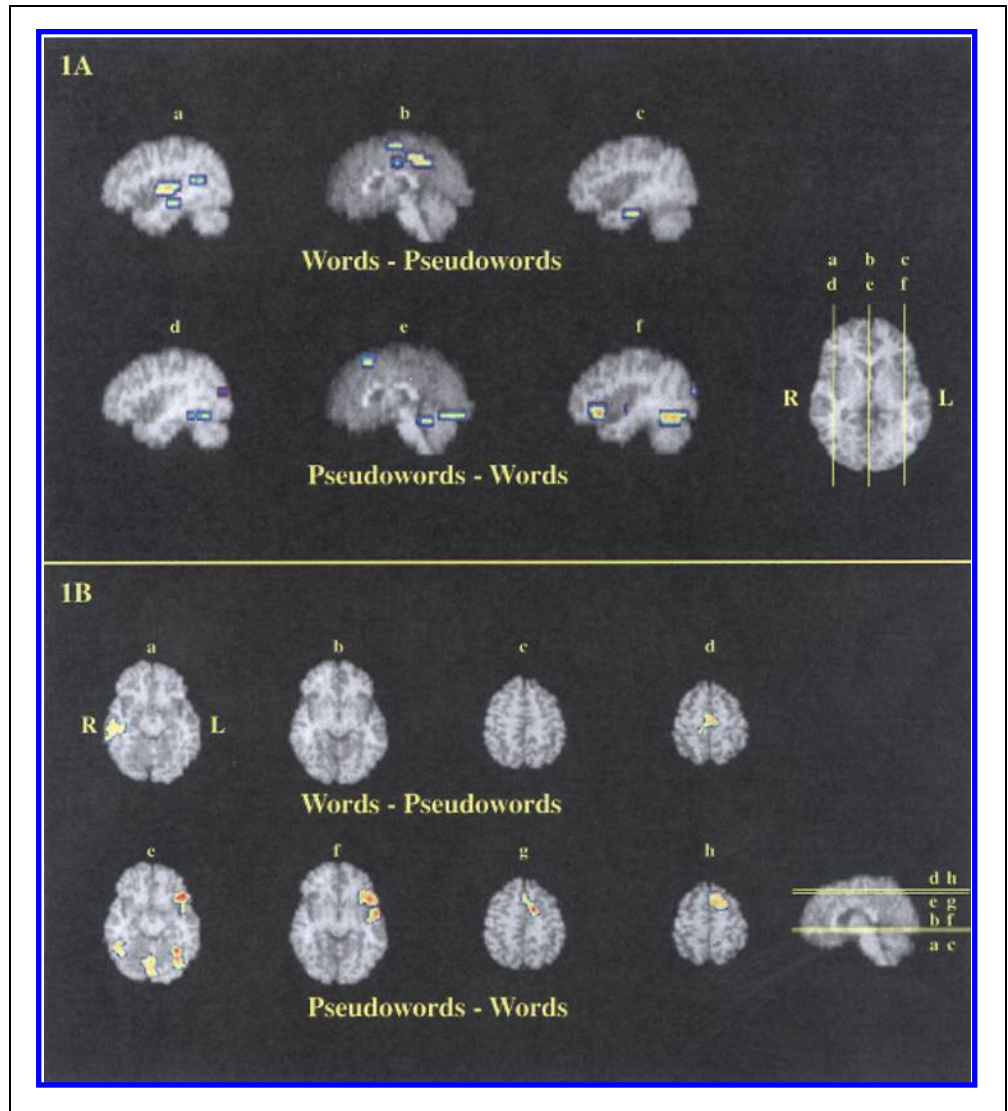 1A
a b c
Words - Pseudowords
a b c
d e f
d e f
R L
Pseudowords - Words
1B
a b c d
R L
Words - Pseudowords
e f g h
d h
e g
b f
a c
Pseudowords - Words